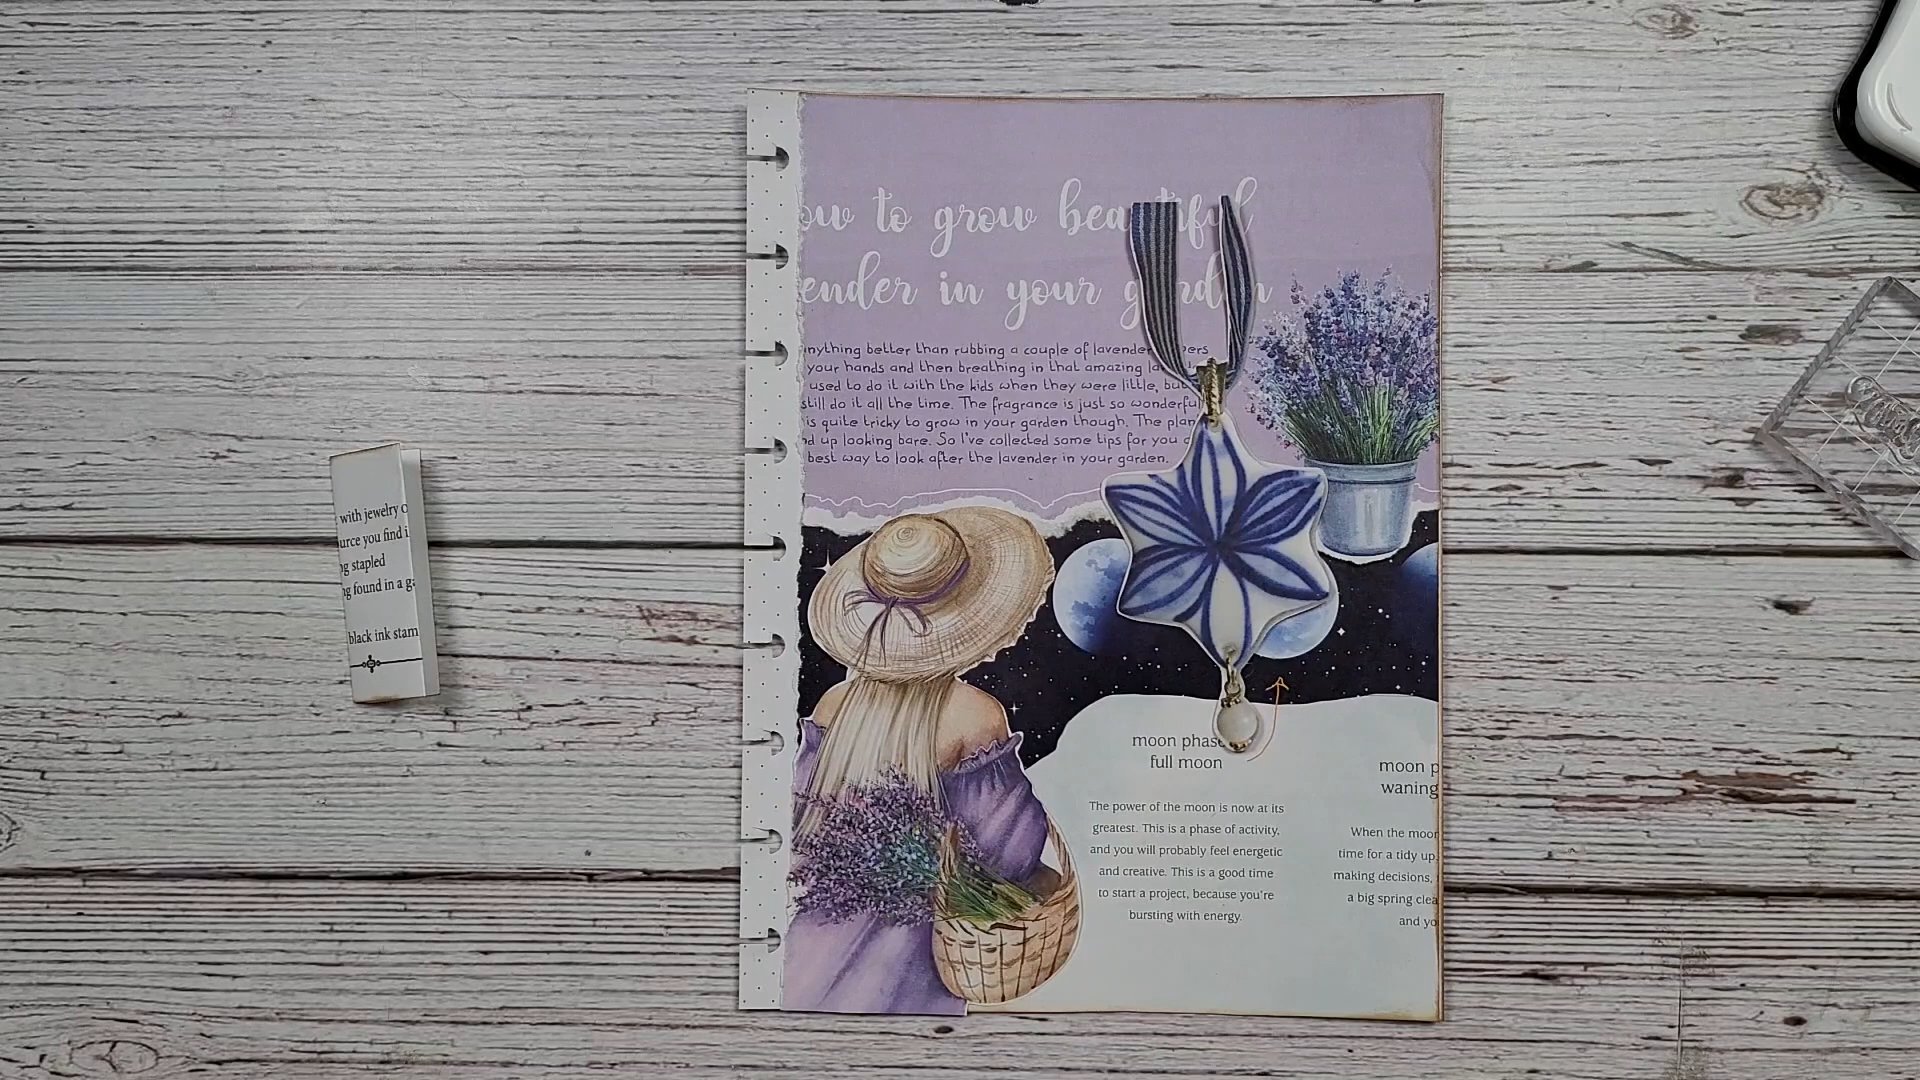 with jewelry
urce you find
stapled
found in a
black ink stam
ow to grow beautiful
ender in your garden
nything better than rubbing a couple of lavender
your hands and then breathing in that amazing
used to do it with the kids when they were little, but
still do it all the time. The fragrance is just so wonderful
is quite tricky to grow in your garden though. The plan
d up looking bare. So I've collected some tips for you
best way to look after the lavender in your garden.
moon phase
full moon
The power of the moon is now at its
greatest. This is a phase of activity,
and you will probably feel energetic
and creative. This is a good time
to start a project, because you're
bursting with energy.
moon p
waning
When the moon
time for a tidy up
making decisions,
a big spring clea
and yo